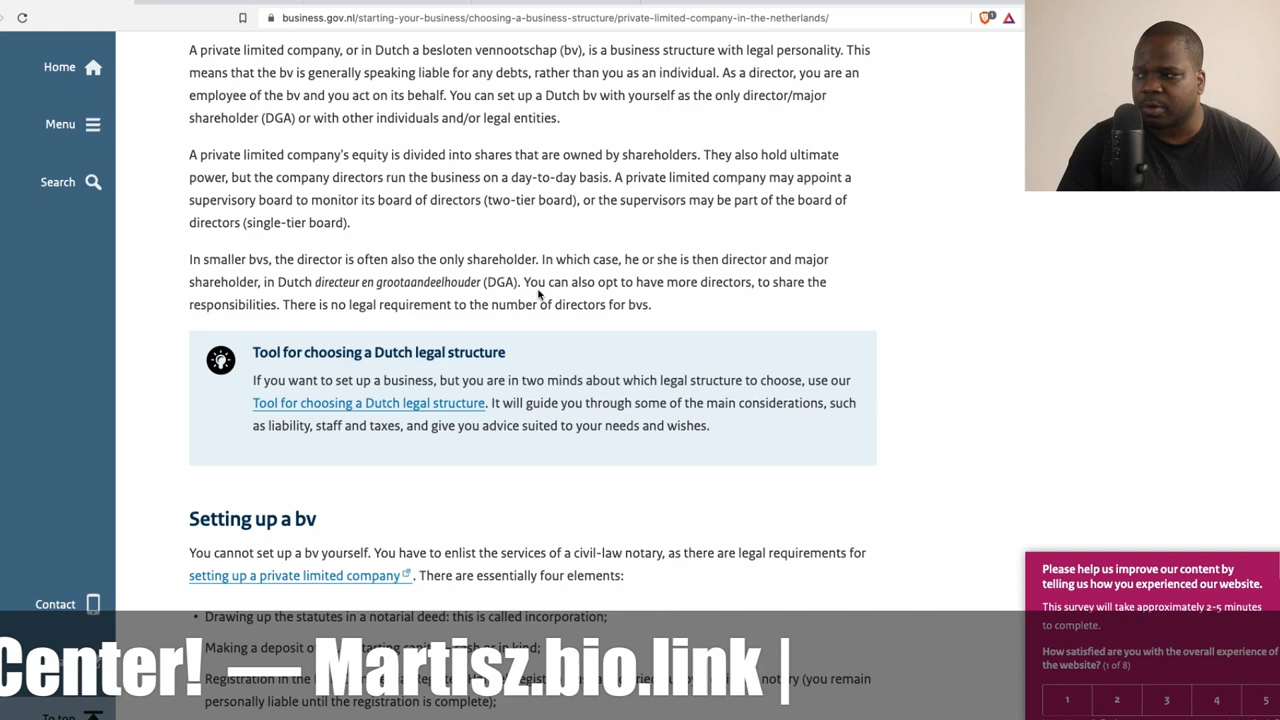 business.gov.nl/starting-your-business/choosing-a-business-structure/private-limited-company-in-the-netherlands/
1
Home
Menu
Search
A private limited company, or in Dutch a besloten vennootschap (bv), is a business structure with legal personality. This
means that the bv is generally speaking liable for any debts, rather than you as an individual. As a director, you are an
employee of the bv and you act on its behalf. You can set up a Dutch bv with yourself as the only director/major
shareholder (DGA) or with other individuals and/or legal entities.
A private limited company's equity is divided into shares that are owned by shareholders. They also hold ultimate
power, but the company directors run the business on a day-to-day basis. A private limited company may appoint a
supervisory board to monitor its board of directors (two-tier board), or the supervisors may be part of the board of
directors (single-tier board).
In smaller bvs, the director is often also the only shareholder. In which case, he or she is then director and major
shareholder, in Dutch directeur en grootaandeelhouder (DGA). You can also opt to have more directors, to share the
responsibilities. There is no legal requirement to the number of directors for bvs.
Tool for choosing a Dutch legal structure
If you want to set up a business, but you are in two minds about which legal structure to choose, use our
Tool for choosing a Dutch legal structure. It will guide you through some of the main considerations, such
as liability, staff and taxes, and give you advice suited to your needs and wishes.
Setting up a bv
You cannot set up a bv yourself. You have to enlist the services of a civil-law notary, as there are legal requirements for
setting up a private limited company. There are essentially four elements:
• Drawing up the statutes in a notarial deed: this is called incorporation;
Making a deposit of
cash or in kind;
Registration in the
notary (you remain
personally liable until the registration is complete);
Contact
To top
Please help us improve our content by
telling us how you experienced our website.
This survey will take approximately 2-5 minutes
to complete.
How satisfied are you with the overall experience of
the website? (1 of 8)
1 2 3 4 5
Center! — Martisz.bio.link |